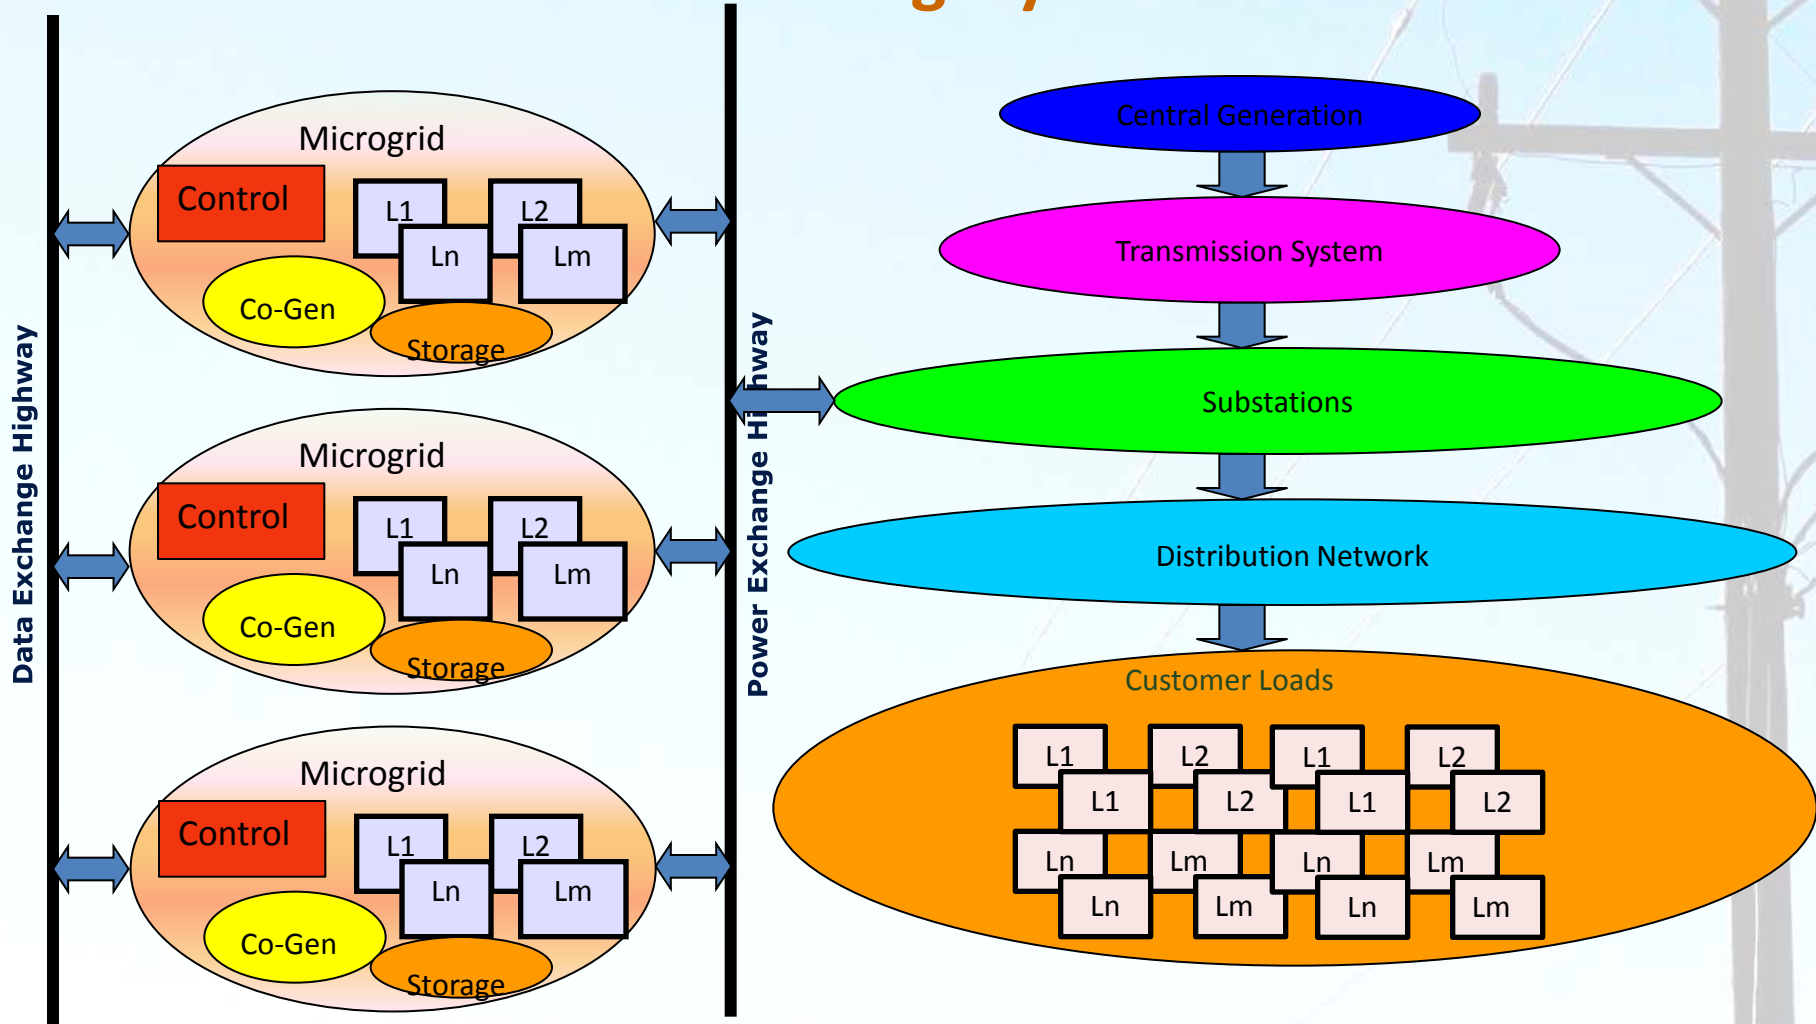 Data Exchange Highway
Microgrid
Control
L1
L2
Ln
Lm
Co-Gen
Storage
Microgrid
Control
L1
L2
Ln
Lm
Co-Gen
Storage
Microgrid
Control
L1
L2
Ln
Lm
Co-Gen
Storage
Power Exchange Highway
Central Generation
Transmission System
Substations
Distribution Network
Customer Loads
L1 L2 L1 L2
L1 L2 L1 L2
Ln Lm Ln Lm
Ln Lm Ln Lm